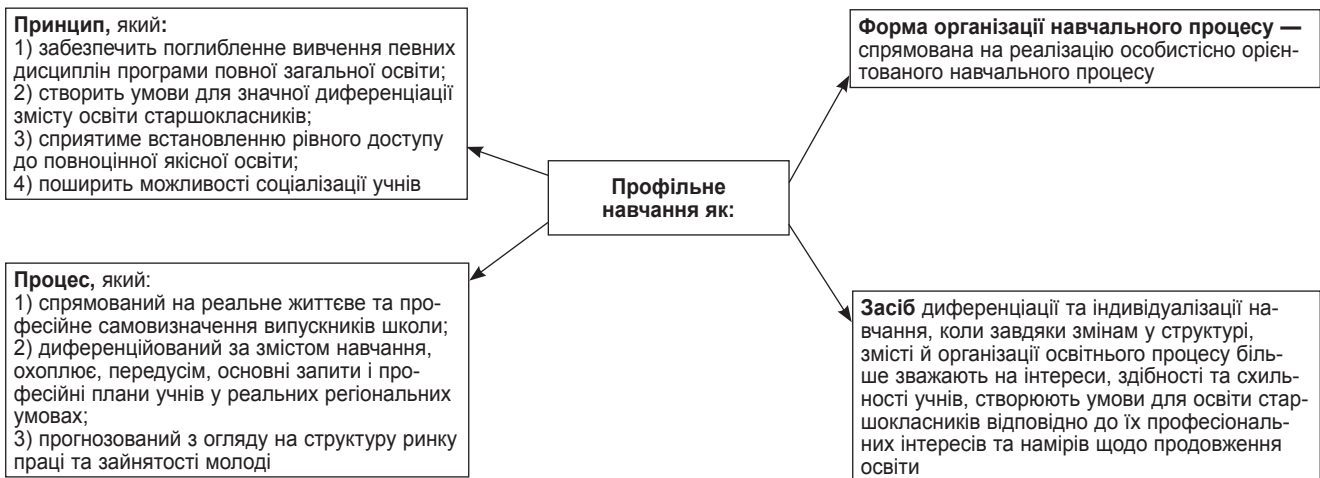 Принцип, який:
1) забезпечить поглибленне вивчення певних
дисциплін програми повної загальної освіти;
2) створить умови для значної диференціації
змісту освіти старшокласників;
3) сприятиме встановленню рівного доступу
до повноцінної якісної освіти;
4) поширить можливості соціалізації учнів
Форма організації навчального процесу —
спрямована на реалізацію особистісно орієн-
тованого навчального процесу
Профільне
навчання як:
Процес, який:
1) спрямований на реальне життєве та про-
фесійне самовизначення випускників школи;
2) диференційований за змістом навчання,
охоплює, передусім, основні запити і про-
фесійні плани учнів у реальних регіональних
умовах;
3) прогнозований з огляду на структуру ринку
праці та зайнятості молоді
Засіб диференціації та індивідуалізації на-
вчання, коли завдяки змінам у структурі,
змісті й організації освітнього процесу біль-
ше зважають на інтереси, здібності та схиль-
ності учнів, створюють умови для освіти стар-
шокласників відповідно до їх професіональ-
них інтересів та намірів щодо продовження
освіти